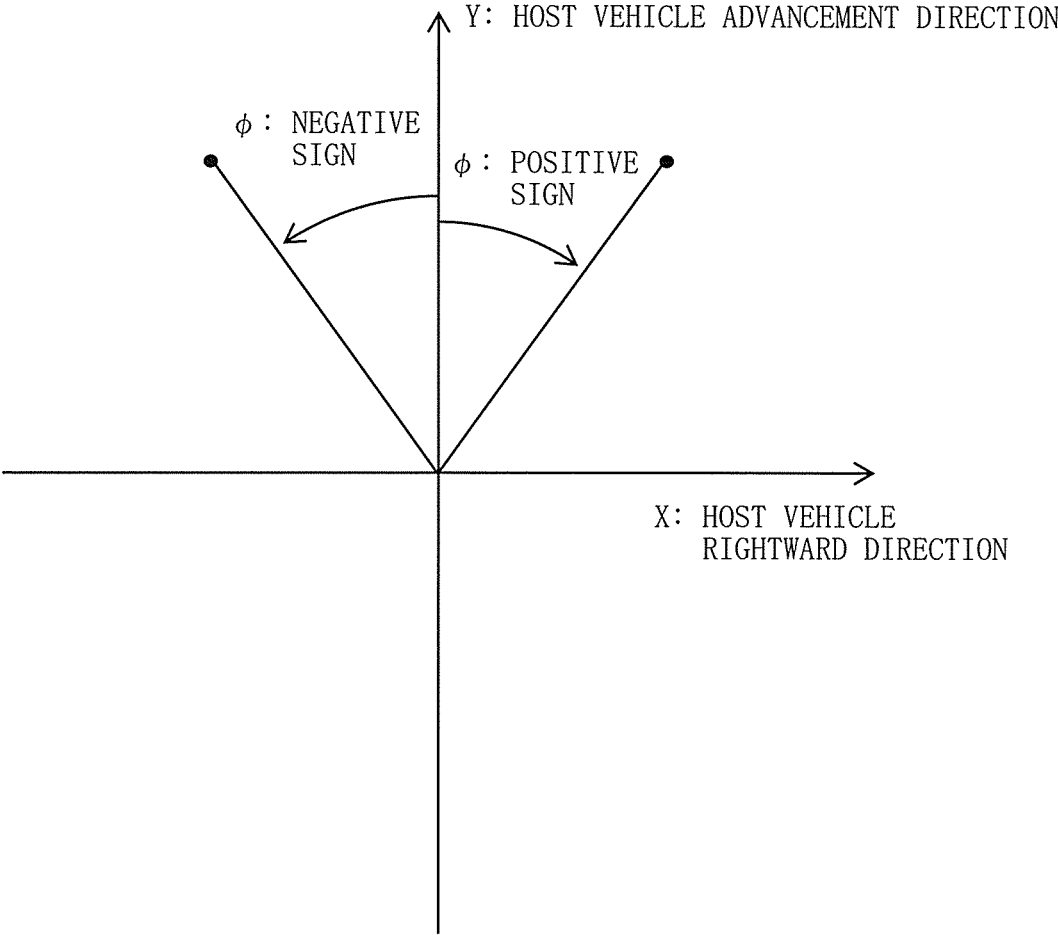 Y: HOST VEHICLE ADVANCEMENT DIRECTION
φ: NEGATIVE
SIGN
φ: POSITIVE
SIGN
X: HOST VEHICLE
RIGHTWARD DIRECTION